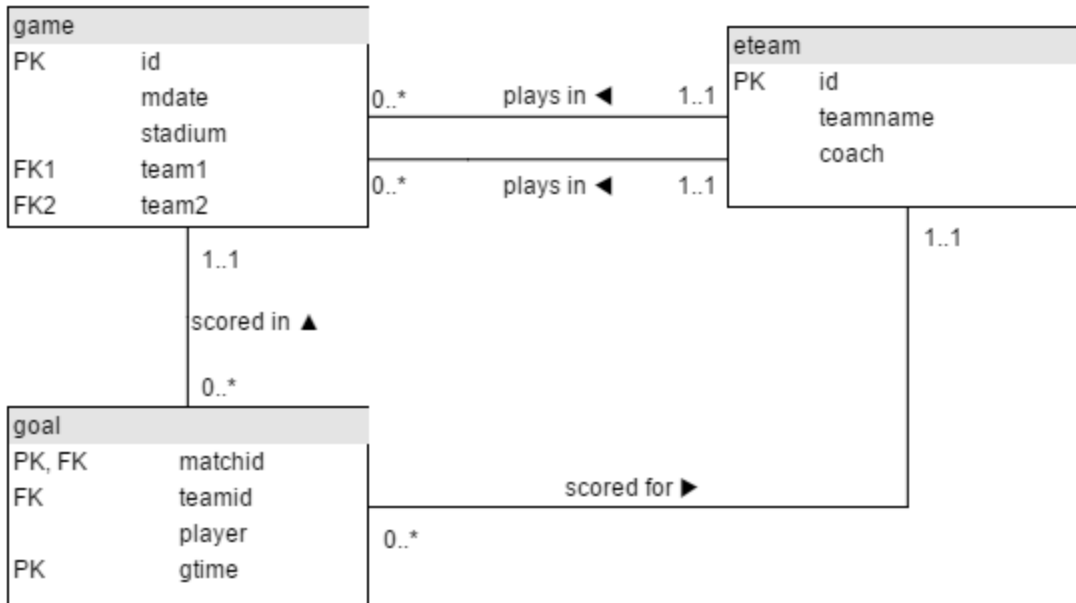 game
PK id
mdate
stadium
FK1 team1
FK2 team2
eteam
PK id
teamname
coach
0..* plays in ◀ 1..1
0..* plays in ◀ 1..1
1..1
scored in ▲
0..*
1..1
goal
PK, FK matchid
FK teamid
player
PK gtime
scored for ▶
0..*